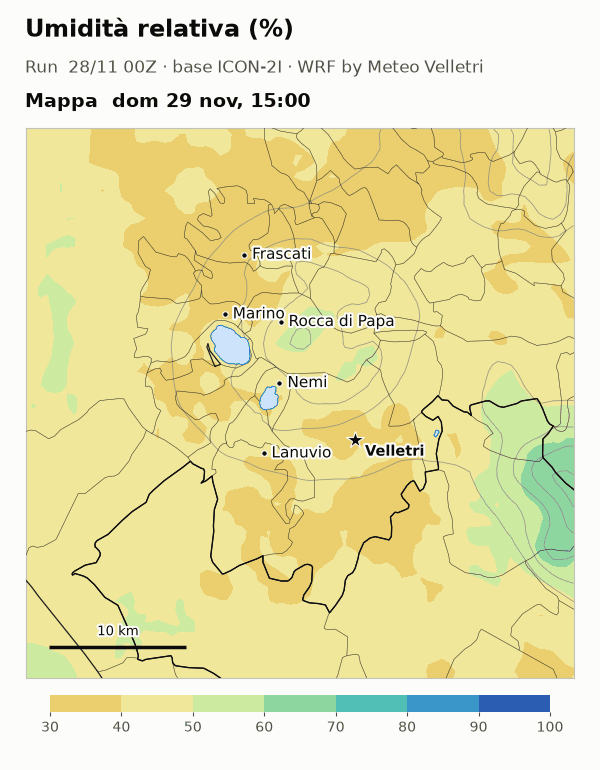 Umidità relativa (%)
Run  28/11 00Z · base ICON-2I · WRF by Meteo Velletri
Mappa  dom 29 nov, 15:00
Frascati
Marino
Rocca di Papa
Nemi
Velletri
Lanuvio
10 km
30 40 50 60 70 80 90 100